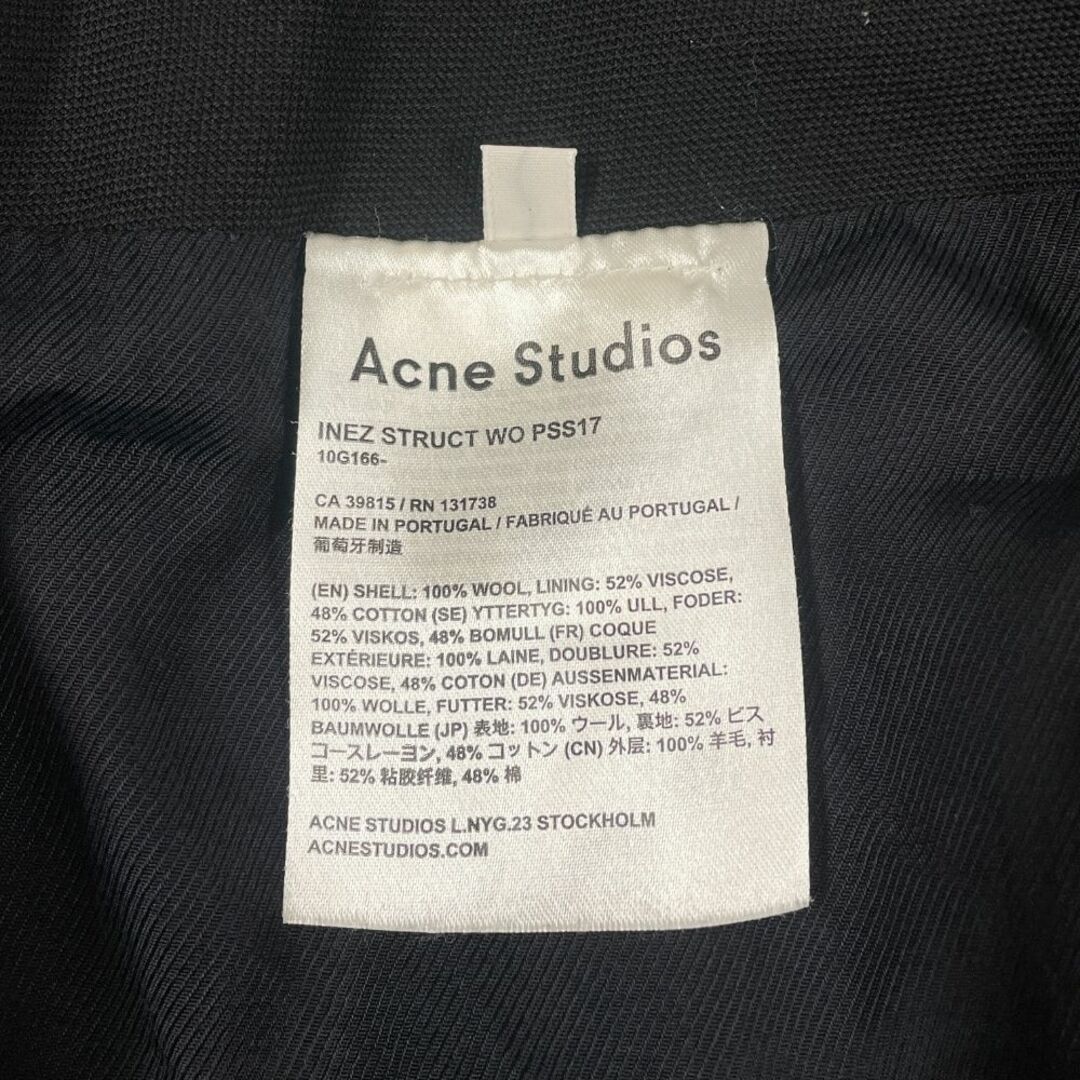 Acne Studios
INEZ STRUCT WO PSS17
10G166-
CA 39815 / RN 131738
MADE IN PORTUGAL / FABRIQUÉ AU PORTUGAL /
葡萄牙制造
(EN) SHELL: 100% WOOL, LINING: 52% VISCOSE,
48% COTTON (SE) YTTERTYG: 100% ULL, FODER:
52% VISKOS, 48% BOMULL (FR) COQUE
EXTÉRIEURE: 100% LAINE, DOUBLURE: 52%
VISCOSE, 48% COTON (DE) AUSSENMATERIAL:
100% WOLLE, FUTTER: 52% VISKOSE, 48%
BAUMWOLLE (JP) 表地: 100% ウール, 裏地: 52% ビス
コースレーヨン, 48% コットン (CN) 外层: 100% 羊毛, 衬
里: 52% 粘胶纤维, 48% 棉
ACNE STUDIOS L.NYG.23 STOCKHOLM
ACNESTUDIOS.COM